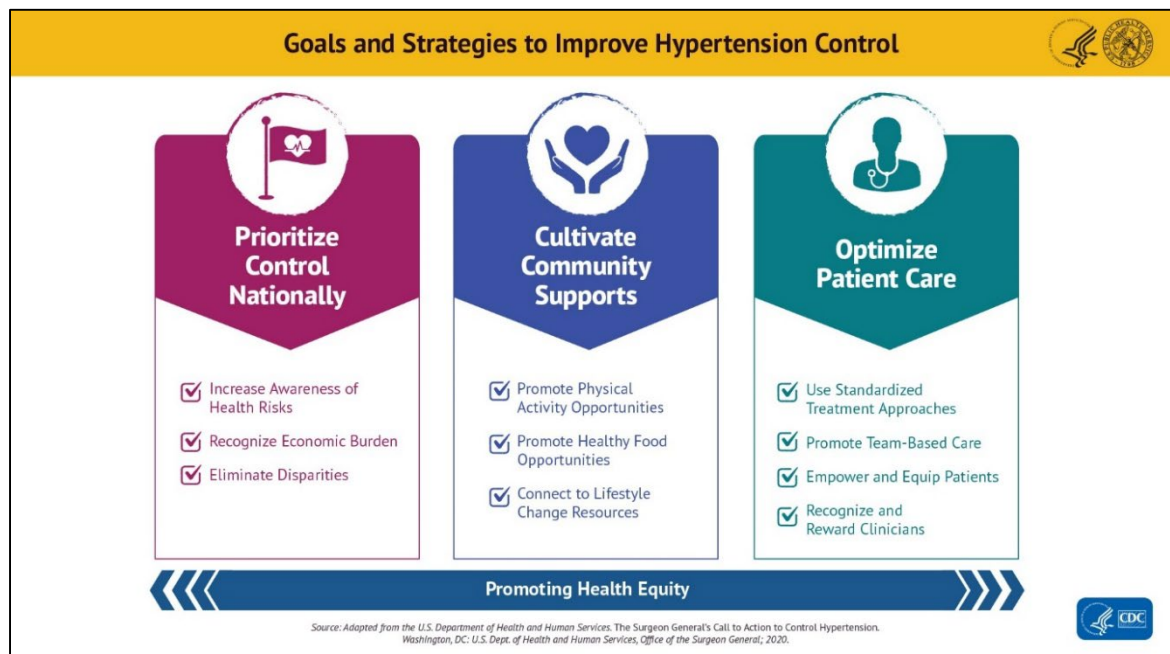 Goals and Strategies to Improve Hypertension Control
Prioritize
Control
Nationally
Increase Awareness of
Health Risks
Recognize Economic Burden
Eliminate Disparities
Cultivate
Community
Supports
Promote Physical
Activity Opportunities
Promote Healthy Food
Opportunities
Connect to Lifestyle
Change Resources
Optimize
Patient Care
Use Standardized
Treatment Approaches
Promote Team-Based Care
Empower and Equip Patients
Recognize and
Reward Clinicians
Promoting Health Equity
Source: Adapted from the U.S. Department of Health and Human Services. The Surgeon General's Call to Action to Control Hypertension.
Washington, DC: U.S. Dept. of Health and Human Services, Office of the Surgeon General; 2020.
CDC